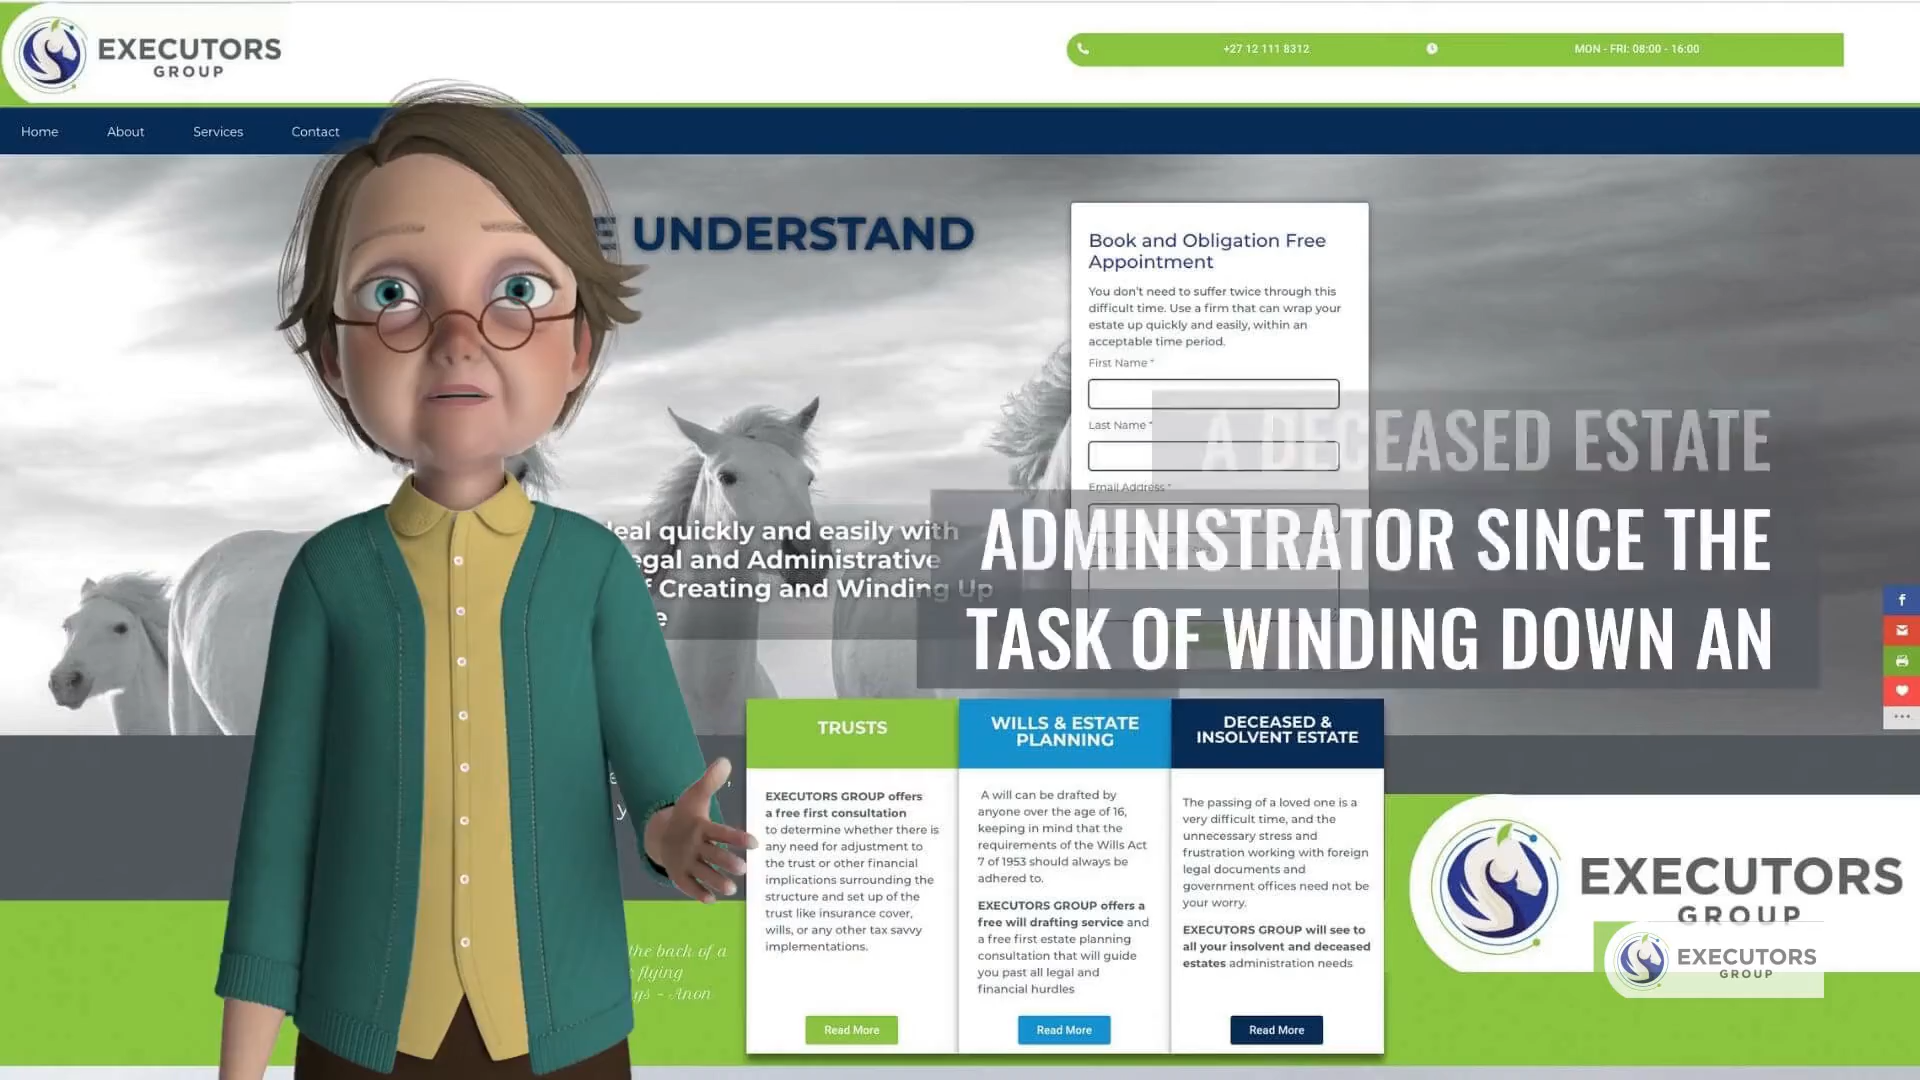 EXECUTORS
GROUP
+27 12 111 8312
MON - FRI: 08:00 - 16:00
Home
About
Services
Contact
UNDERSTAND
Book and Obligation Free
Appointment
You don't need to suffer twice through this
difficult time. Use a firm that can wrap your
estate up quickly and easily, within an
acceptable time period.
First Name *
Last Name *
Email Address *
A DECEASED ESTATE
ADMINISTRATOR SINCE THE
TASK OF WINDING DOWN AN
eal quickly and easily with
egal and Administrative
f Creating and Winding Up
e
TRUSTS
EXECUTORS GROUP offers
a free first consultation
to determine whether there is
any need for adjustment to
the trust or other financial
implications surrounding the
structure and set up of the
trust like insurance cover,
wills, or any other tax savvy
implementations.
Read More
WILLS & ESTATE
PLANNING
A will can be drafted by
anyone over the age of 16,
keeping in mind that the
requirements of the Wills Act
7 of 1953 should always be
adhered to.
EXECUTORS GROUP offers a
free will drafting service and
a free first estate planning
consultation that will guide
you past all legal and
financial hurdles
Read More
DECEASED &
INSOLVENT ESTATE
The passing of a loved one is a
very difficult time, and the
unnecessary stress and
frustration working with foreign
legal documents and
government offices need not be
your worry.
EXECUTORS GROUP will see to
all your insolvent and deceased
estates administration needs
Read More
the back of a
flying
gs - Anon
EXECUTORS
GROUP
EXECUTORS
GROUP